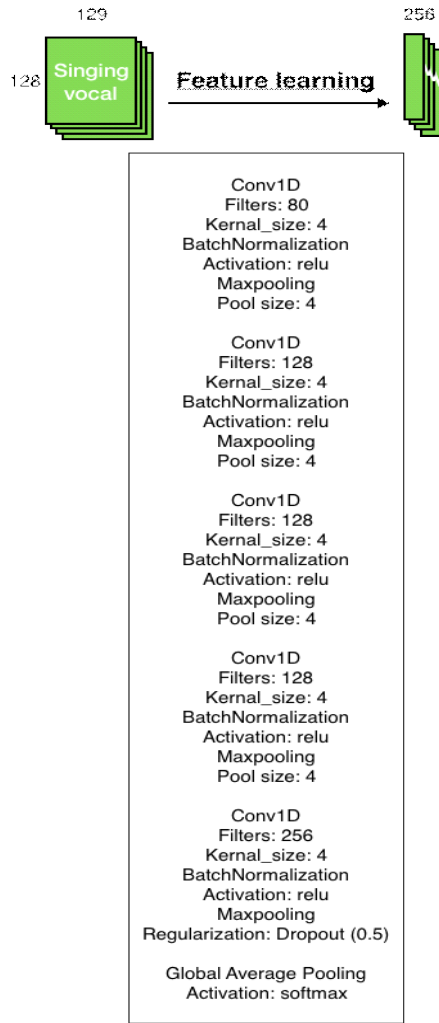 129
256
128
Singing
vocal
Feature learning
Conv1D
Filters: 80
Kernal_size: 4
BatchNormalization
Activation: relu
Maxpooling
Pool size: 4
Conv1D
Filters: 128
Kernal_size: 4
BatchNormalization
Activation: relu
Maxpooling
Pool size: 4
Conv1D
Filters: 128
Kernal_size: 4
BatchNormalization
Activation: relu
Maxpooling
Pool size: 4
Conv1D
Filters: 128
Kernal_size: 4
BatchNormalization
Activation: relu
Maxpooling
Pool size: 4
Conv1D
Filters: 256
Kernal_size: 4
BatchNormalization
Activation: relu
Maxpooling
Regularization: Dropout (0.5)
Global Average Pooling
Activation: softmax